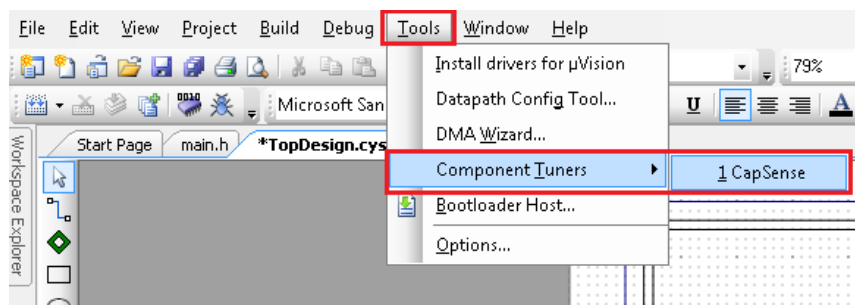 File Edit View Project Build Debug Tools Window Help
Install drivers for µVision
79%
Datapath Config Tool...
Microsoft San
U
A
DMA Wizard...
Start Page main.h *TopDesign.cys
Component Tuners
1 CapSense
Bootloader Host...
Options...
Workspace Explorer